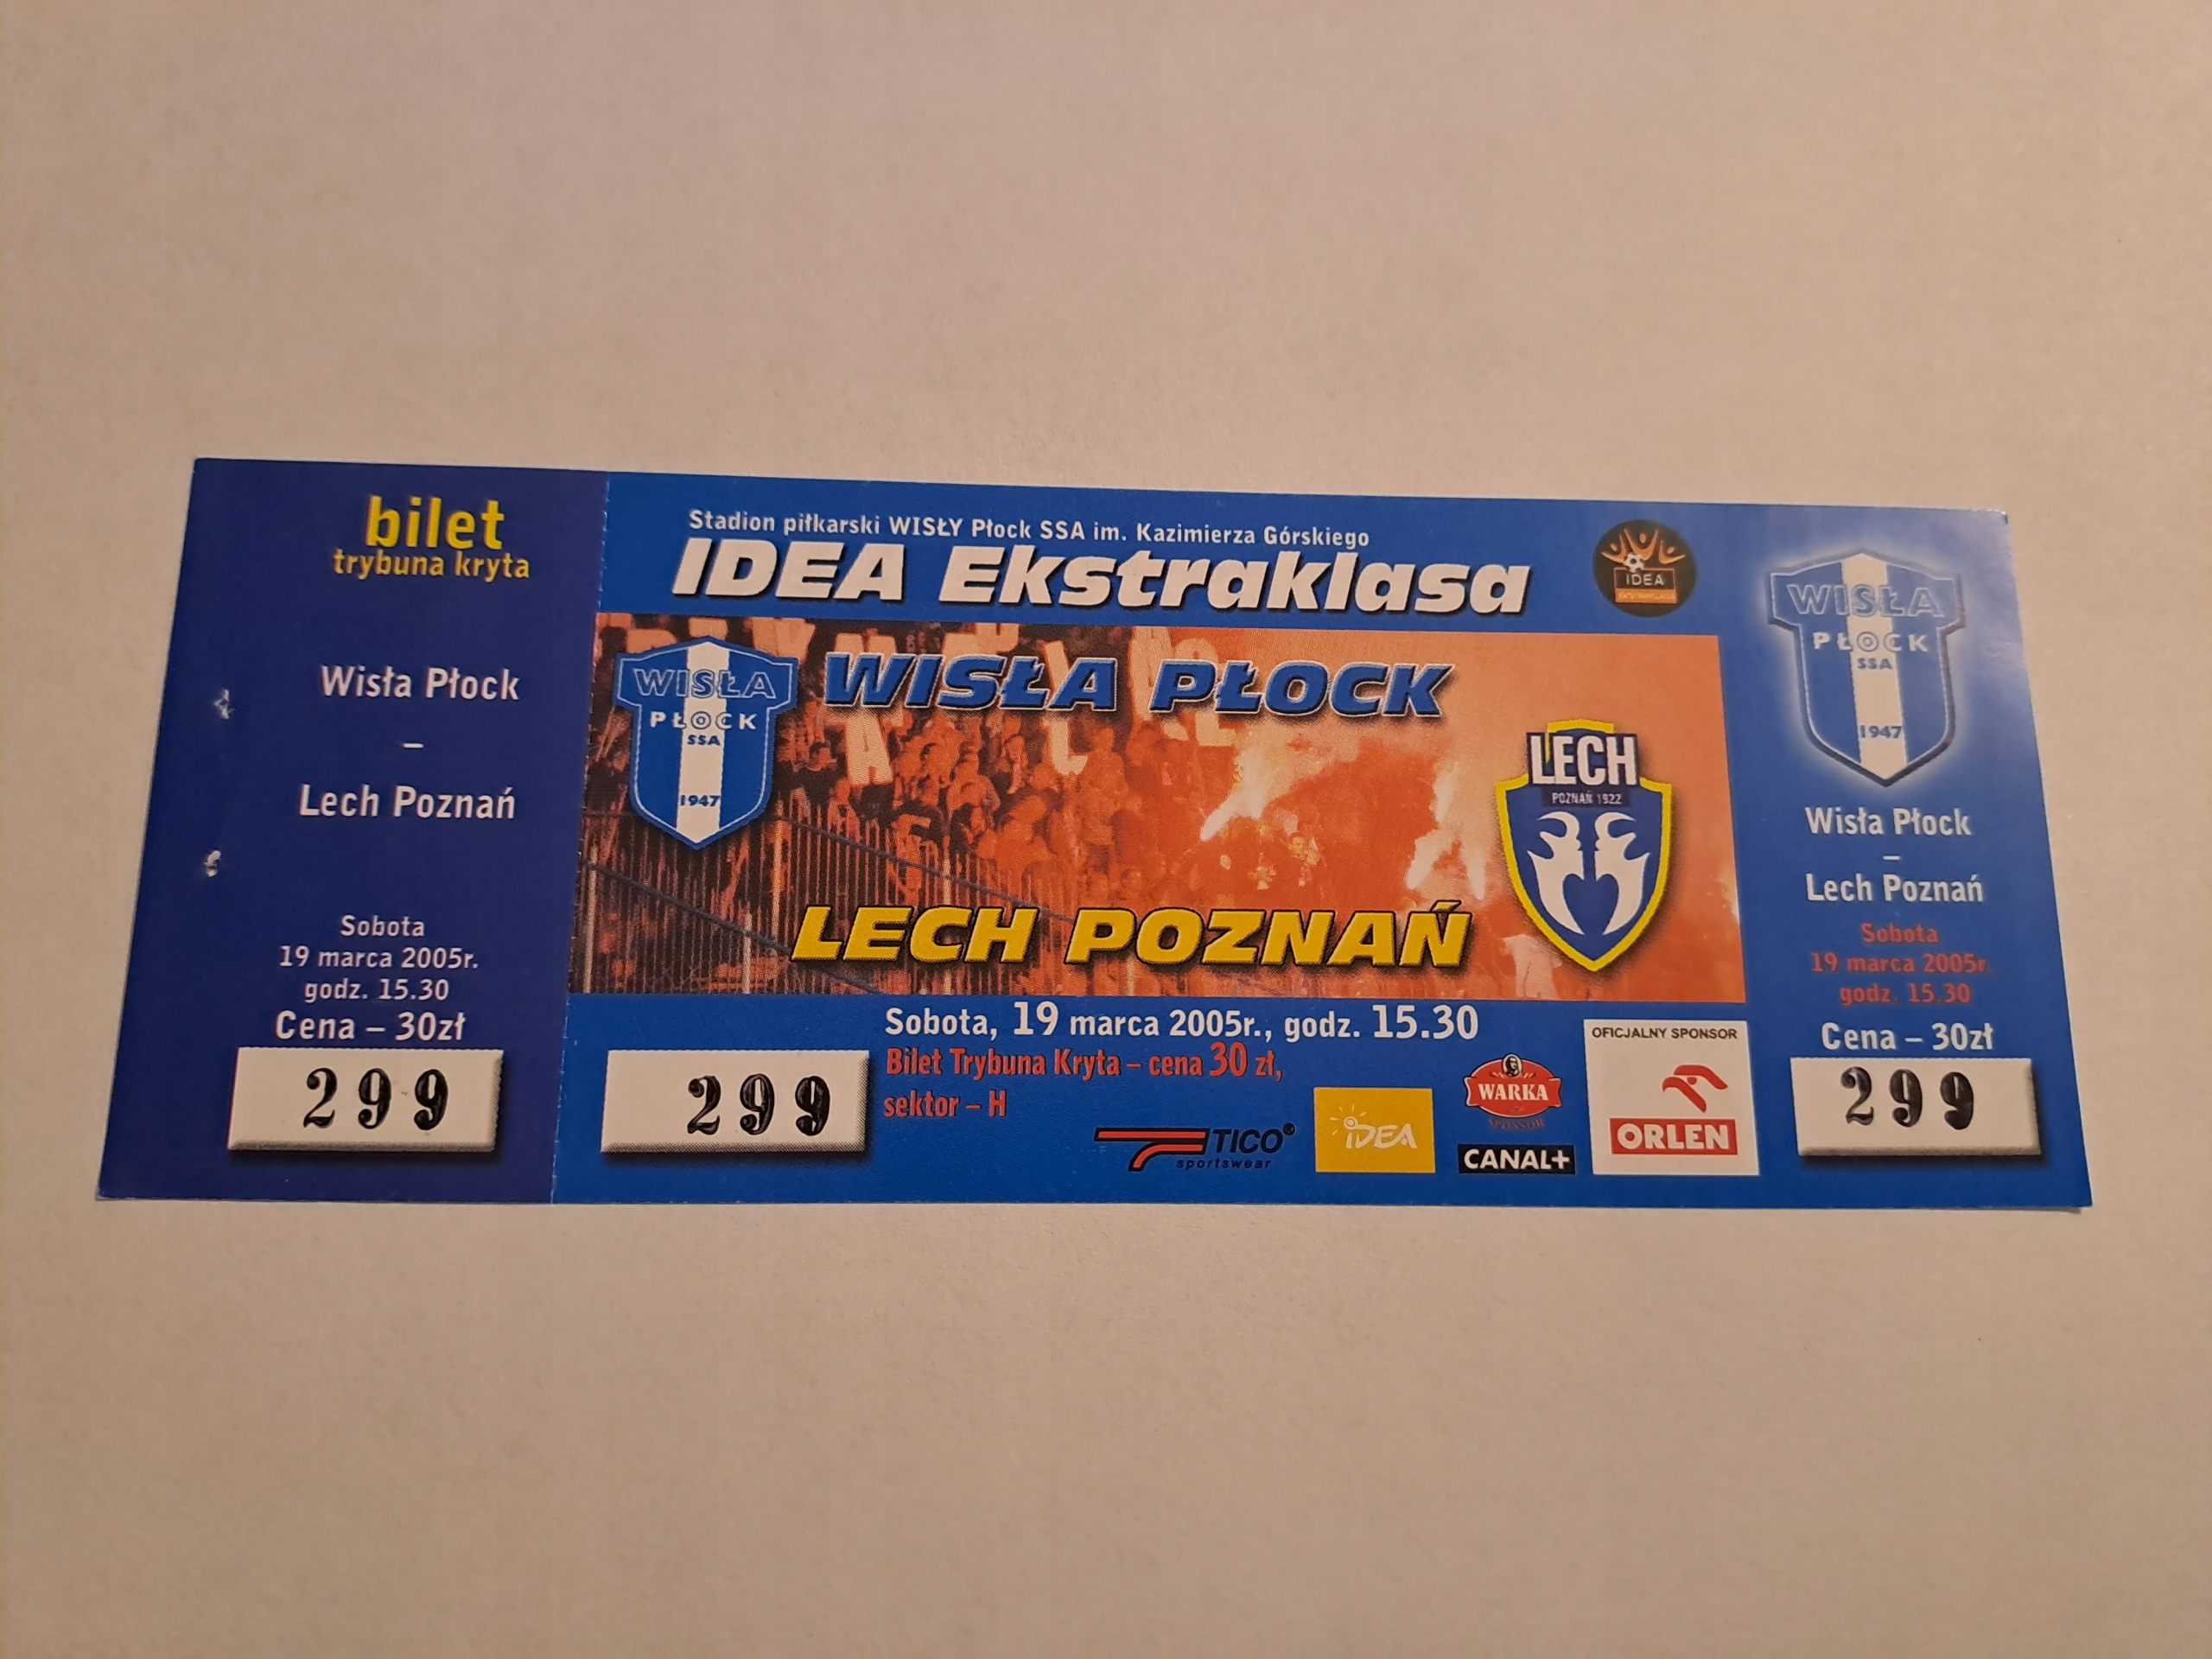 bilet
trybuna kryta
Wisła Płock
–
Lech Poznań
Sobota
19 marca 2005r.
godz. 15.30
Cena – 30zł
299
Stadion piłkarski WISŁY Płock SSA im. Kazimierza Górskiego
IDEA Ekstraklasa
IDEA
EKSTRAKLASA
WISŁA
PŁOCK
SSA
1947
WISŁA PŁOCK
LECH
POZNAŃ 1922
LECH POZNAŃ
Sobota, 19 marca 2005r., godz. 15.30
Bilet Trybuna Kryta – cena 30 zł,
sektor – H
299
TICO
sportswear
IDEA
WARKA
SPONSOR
CANAL+
OFICJALNY SPONSOR
ORLEN
WISŁA
PŁOCK
SSA
1947
Wisła Płock
–
Lech Poznań
Sobota
19 marca 2005r.
godz. 15.30
Cena – 30zł
299